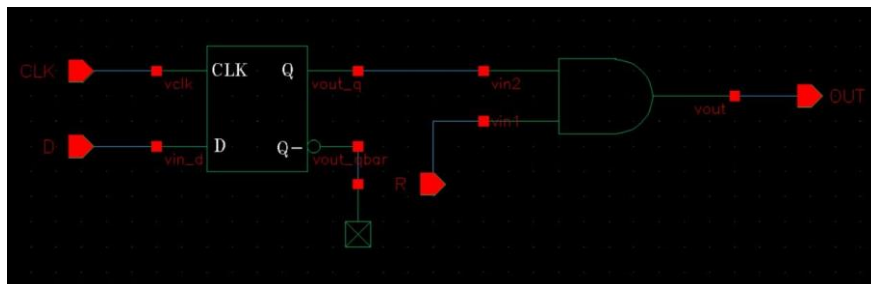 CLK vclk CLK Q vout_q vin2
vin1 vout OUT
D vin_d D Q- vout_qbar
R